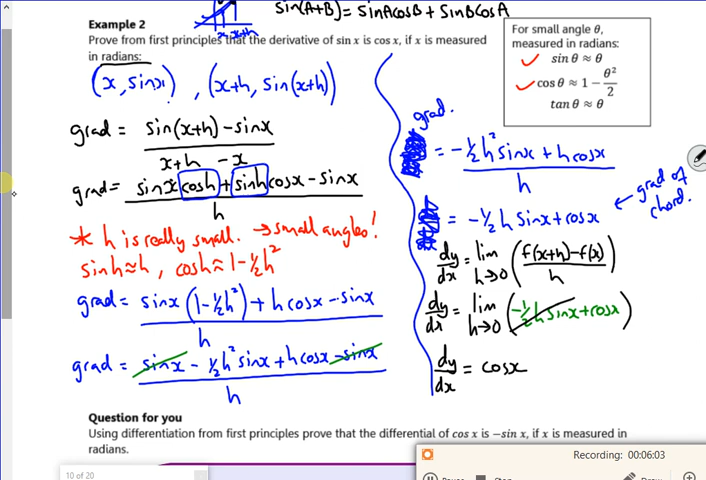 sin(A+B) = sinAcosB + sinBcosA
x x+h
Example 2
Prove from first principles that the derivative of sin x is cos x, if x is measured
in radians:
(x, sinx), (x+h, sin(x+h))
grad = sin(x+h) - sinx
x+h - x
grad = sinx cosh + sinh cosx - sinx
h
* h is really small. → small angles!
sinh ≈ h, cosh ≈ 1 - ½h²
grad = sinx (1 - ½h²) + h cosx - sinx
h
grad = sinx - ½h² sinx + h cosx - sinx
h
For small angle θ,
measured in radians:
sin θ ≈ θ
cos θ ≈ 1 − θ²/2
tan θ ≈ θ
grad.
= -½h² sinx + h cosx
h
= -½h sinx + cosx
← grad of
chord.
dy/dx = lim h→0 (f(x+h) - f(x) / h)
dy/dx = lim h→0 (-½h sinx + cosx)
dy/dx = cosx
Question for you
Using differentiation from first principles prove that the differential of cos x is −sin x, if x is measured in
radians.
10 of 20
Recording: 00:06:03